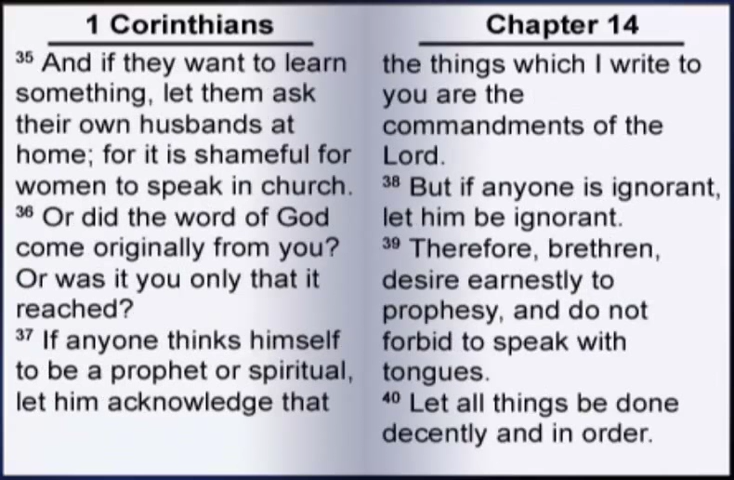 1 Corinthians
³⁵ And if they want to learn
something, let them ask
their own husbands at
home; for it is shameful for
women to speak in church.
³⁶ Or did the word of God
come originally from you?
Or was it you only that it
reached?
³⁷ If anyone thinks himself
to be a prophet or spiritual,
let him acknowledge that
Chapter 14
the things which I write to
you are the
commandments of the
Lord.
³⁸ But if anyone is ignorant,
let him be ignorant.
³⁹ Therefore, brethren,
desire earnestly to
prophesy, and do not
forbid to speak with
tongues.
⁴⁰ Let all things be done
decently and in order.